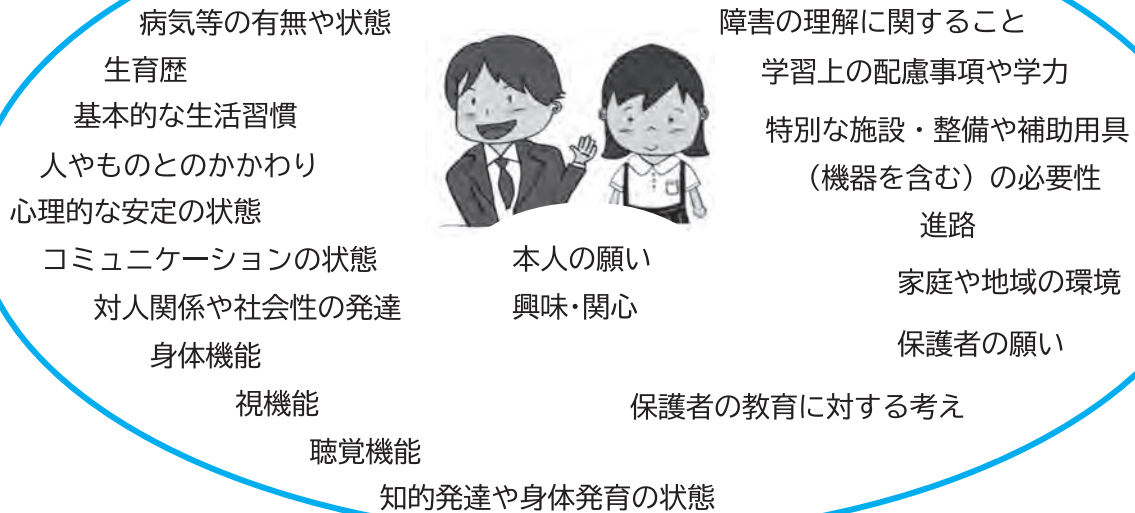 病気等の有無や状態
生育歴
基本的な生活習慣
人やものとのかかわり
心理的な安定の状態
コミュニケーションの状態
対人関係や社会性の発達
身体機能
視機能
聴覚機能
知的発達や身体発育の状態
本人の願い
興味・関心
障害の理解に関すること
学習上の配慮事項や学力
特別な施設・整備や補助用具
（機器を含む）の必要性
進路
家庭や地域の環境
保護者の願い
保護者の教育に対する考え